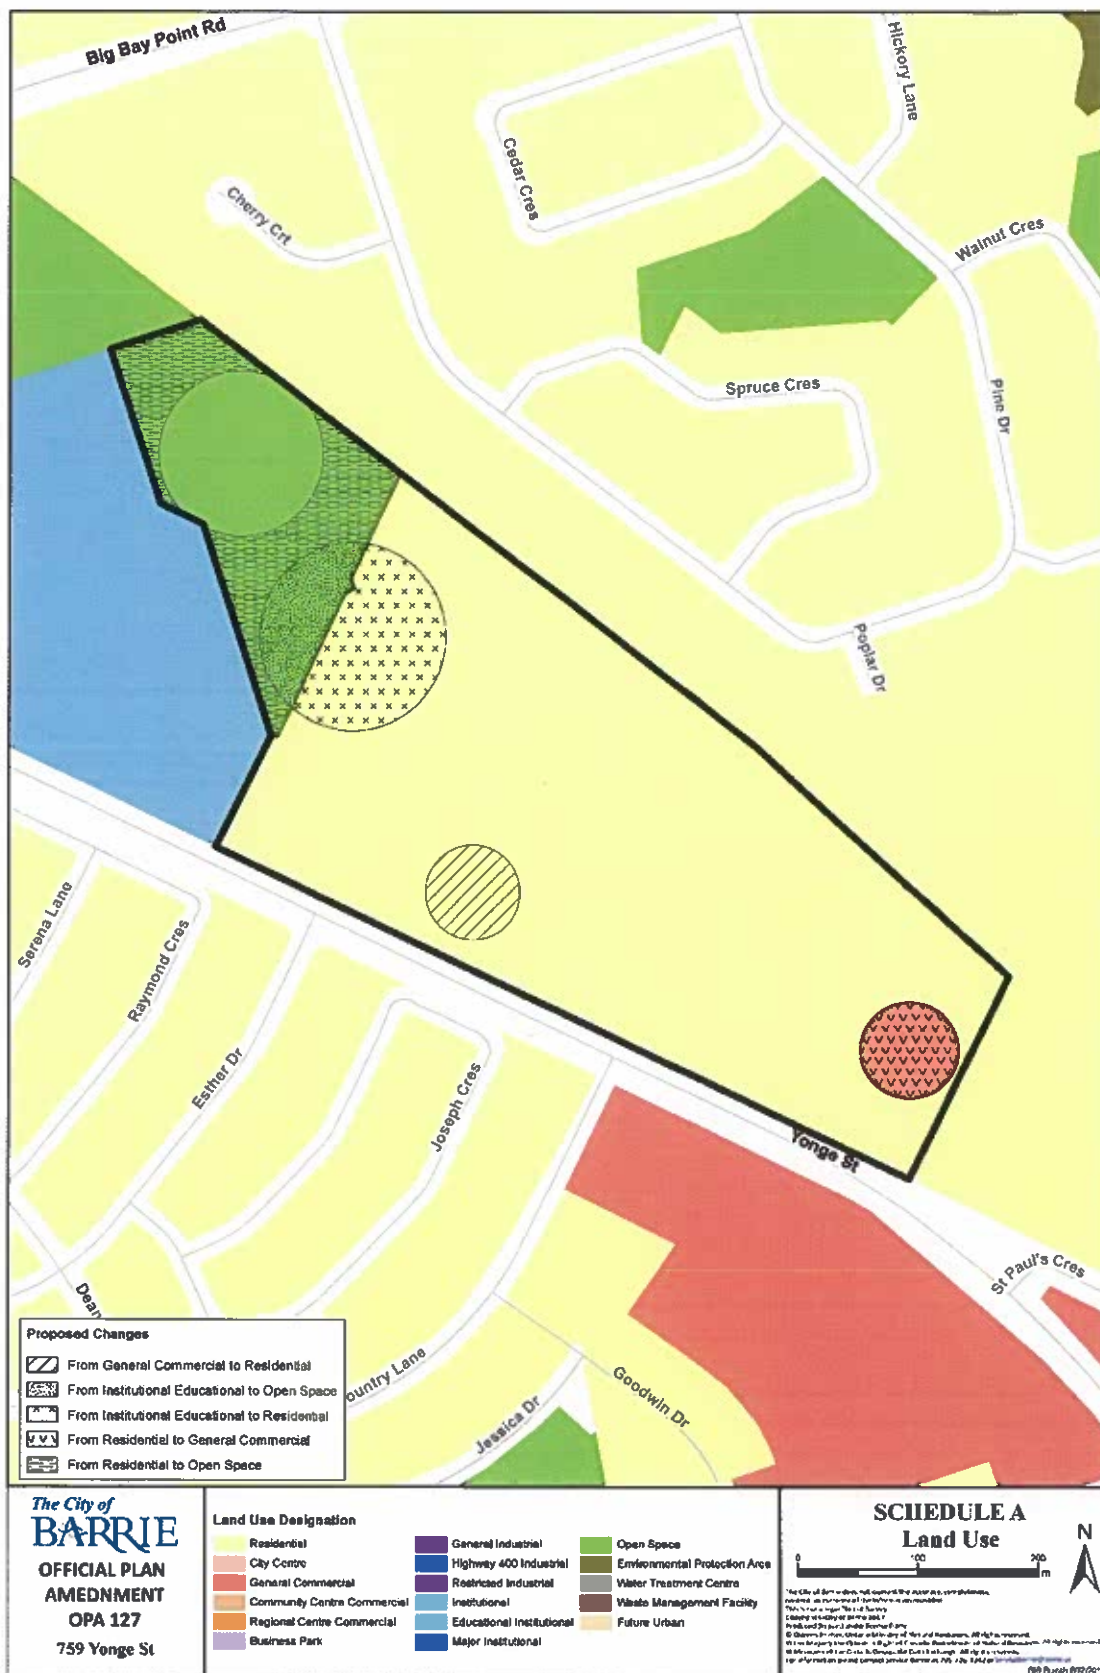 Big Bay Point Rd
Hickory Lane
Cedar Cres
Cherry Crt
Walnut Cres
Spruce Cres
Pine Dr
Poplar Dr
Serena Lane
Raymond Cres
Esther Dr
Joseph Cres
Yonge St
St Paul's Cres
Dean
ountry Lane
Goodwin Dr
Jessica Dr
Proposed Changes
From General Commercial to Residential
From Institutional Educational to Open Space
From Institutional Educational to Residential
From Residential to General Commercial
From Residential to Open Space
The City of
BARRIE
OFFICIAL PLAN
AMEDNMENT
OPA 127
759 Yonge St
Land Use Designation
Residential
City Centre
General Commercial
Community Centre Commercial
Regional Centre Commercial
Business Park
General Industrial
Highway 400 Industrial
Restricted Industrial
Institutional
Educational Institutional
Major Institutional
Open Space
Environmental Protection Area
Water Treatment Centre
Waste Management Facility
Future Urban
SCHEDULE A
Land Use
0 100 200
m
N